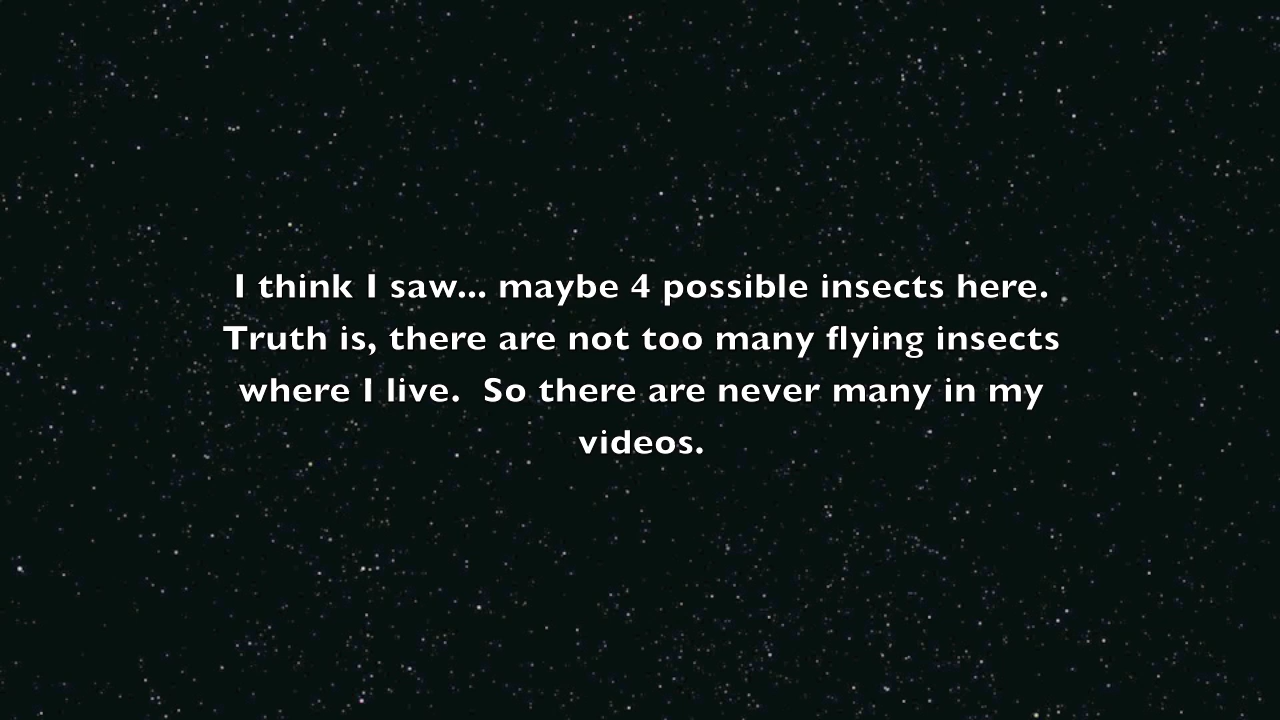 I think I saw... maybe 4 possible insects here.
Truth is, there are not too many flying insects
where I live.  So there are never many in my
videos.